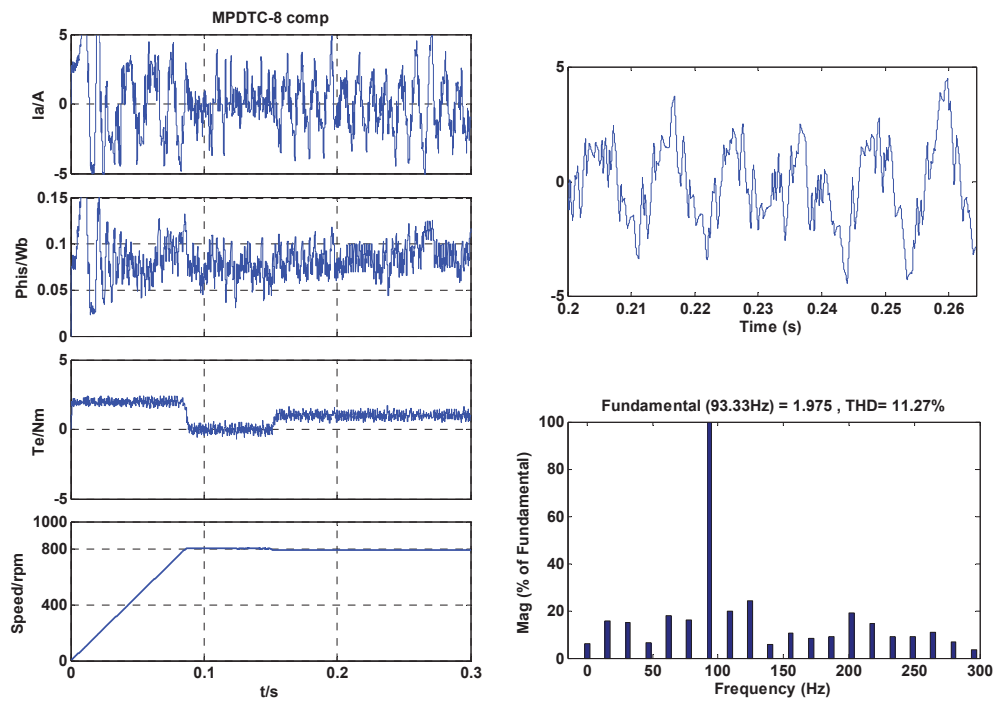 MPDTC-8 comp
5
0
-5
Ia/A
0.15
0.1
0.05
0
Phis/Wb
5
0
-5
Te/Nm
1000
800
400
0
Speed/rpm
0 0.1 0.2 0.3
t/s
5
0
-5
0.2 0.21 0.22 0.23 0.24 0.25 0.26
Time (s)
Fundamental (93.33Hz) = 1.975 , THD= 11.27%
100
80
60
40
20
0
Mag (% of Fundamental)
0 50 100 150 200 250 300
Frequency (Hz)